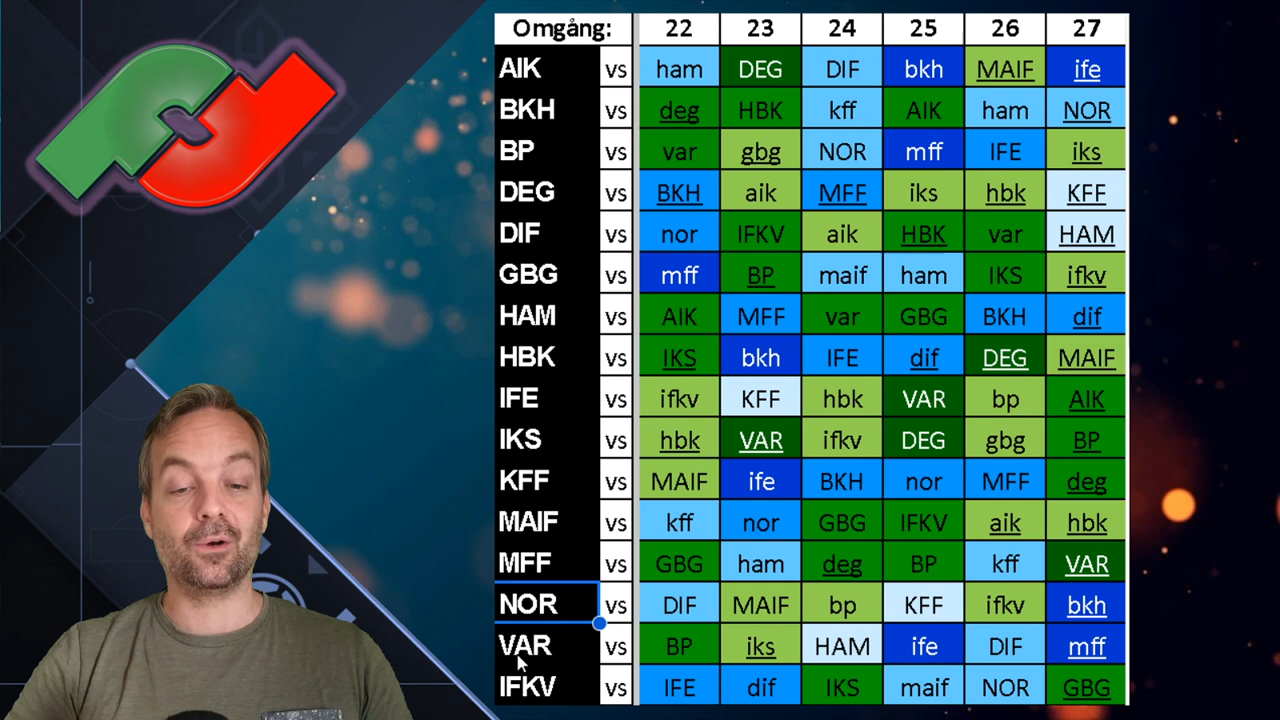 Omgång: 22 23 24 25 26 27
AIK vs ham DEG DIF bkh MAIF ife
BKH vs deg HBK kff AIK ham NOR
BP vs var gbg NOR mff IFE iks
DEG vs BKH aik MFF iks hbk KFF
DIF vs nor IFKV aik HBK var HAM
GBG vs mff BP maif ham IKS ifkv
HAM vs AIK MFF var GBG BKH dif
HBK vs IKS bkh IFE dif DEG MAIF
IFE vs ifkv KFF hbk VAR bp AIK
IKS vs hbk VAR ifkv DEG gbg BP
KFF vs MAIF ife BKH nor MFF deg
MAIF vs kff nor GBG IFKV aik hbk
MFF vs GBG ham deg BP kff VAR
NOR vs DIF MAIF bp KFF ifkv bkh
VAR vs BP iks HAM ife DIF mff
IFKV vs IFE dif IKS maif NOR GBG